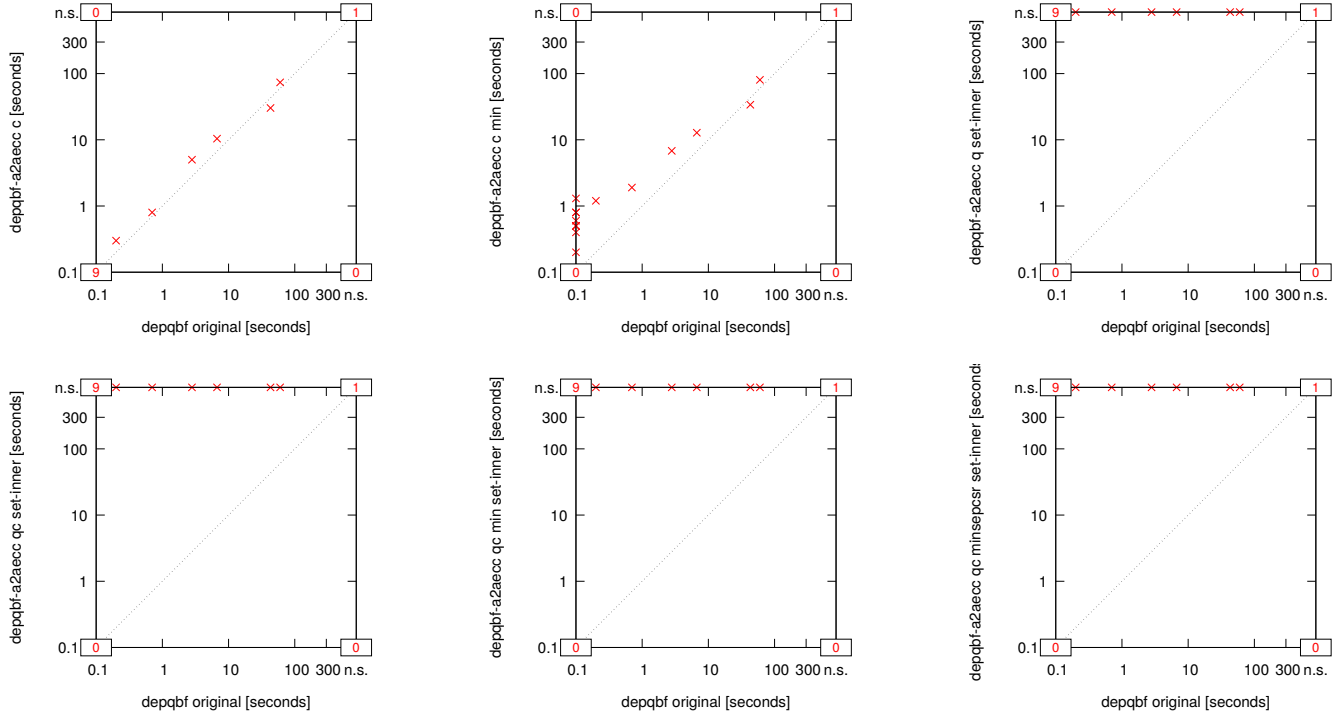 n.s. 0 1
300
100
10
1
0.1 9 0
0.1 1 10 100 300 n.s.
depqbf original [seconds]
depqbf-a2aecc c [seconds]
n.s. 0 1
300
100
10
1
0.1 0 0
0.1 1 10 100 300 n.s.
depqbf original [seconds]
depqbf-a2aecc c min [seconds]
n.s. 9 1
300
100
10
1
0.1 0 0
0.1 1 10 100 300 n.s.
depqbf original [seconds]
depqbf-a2aecc q set-inner [seconds]
n.s. 9 1
300
100
10
1
0.1 0 0
0.1 1 10 100 300 n.s.
depqbf original [seconds]
depqbf-a2aecc qc set-inner [seconds]
n.s. 9 1
300
100
10
1
0.1 0 0
0.1 1 10 100 300 n.s.
depqbf original [seconds]
depqbf-a2aecc qc min set-inner [seconds]
n.s. 9 1
300
100
10
1
0.1 0 0
0.1 1 10 100 300 n.s.
depqbf original [seconds]
depqbf-a2aecc qc minsepcsr set-inner [second